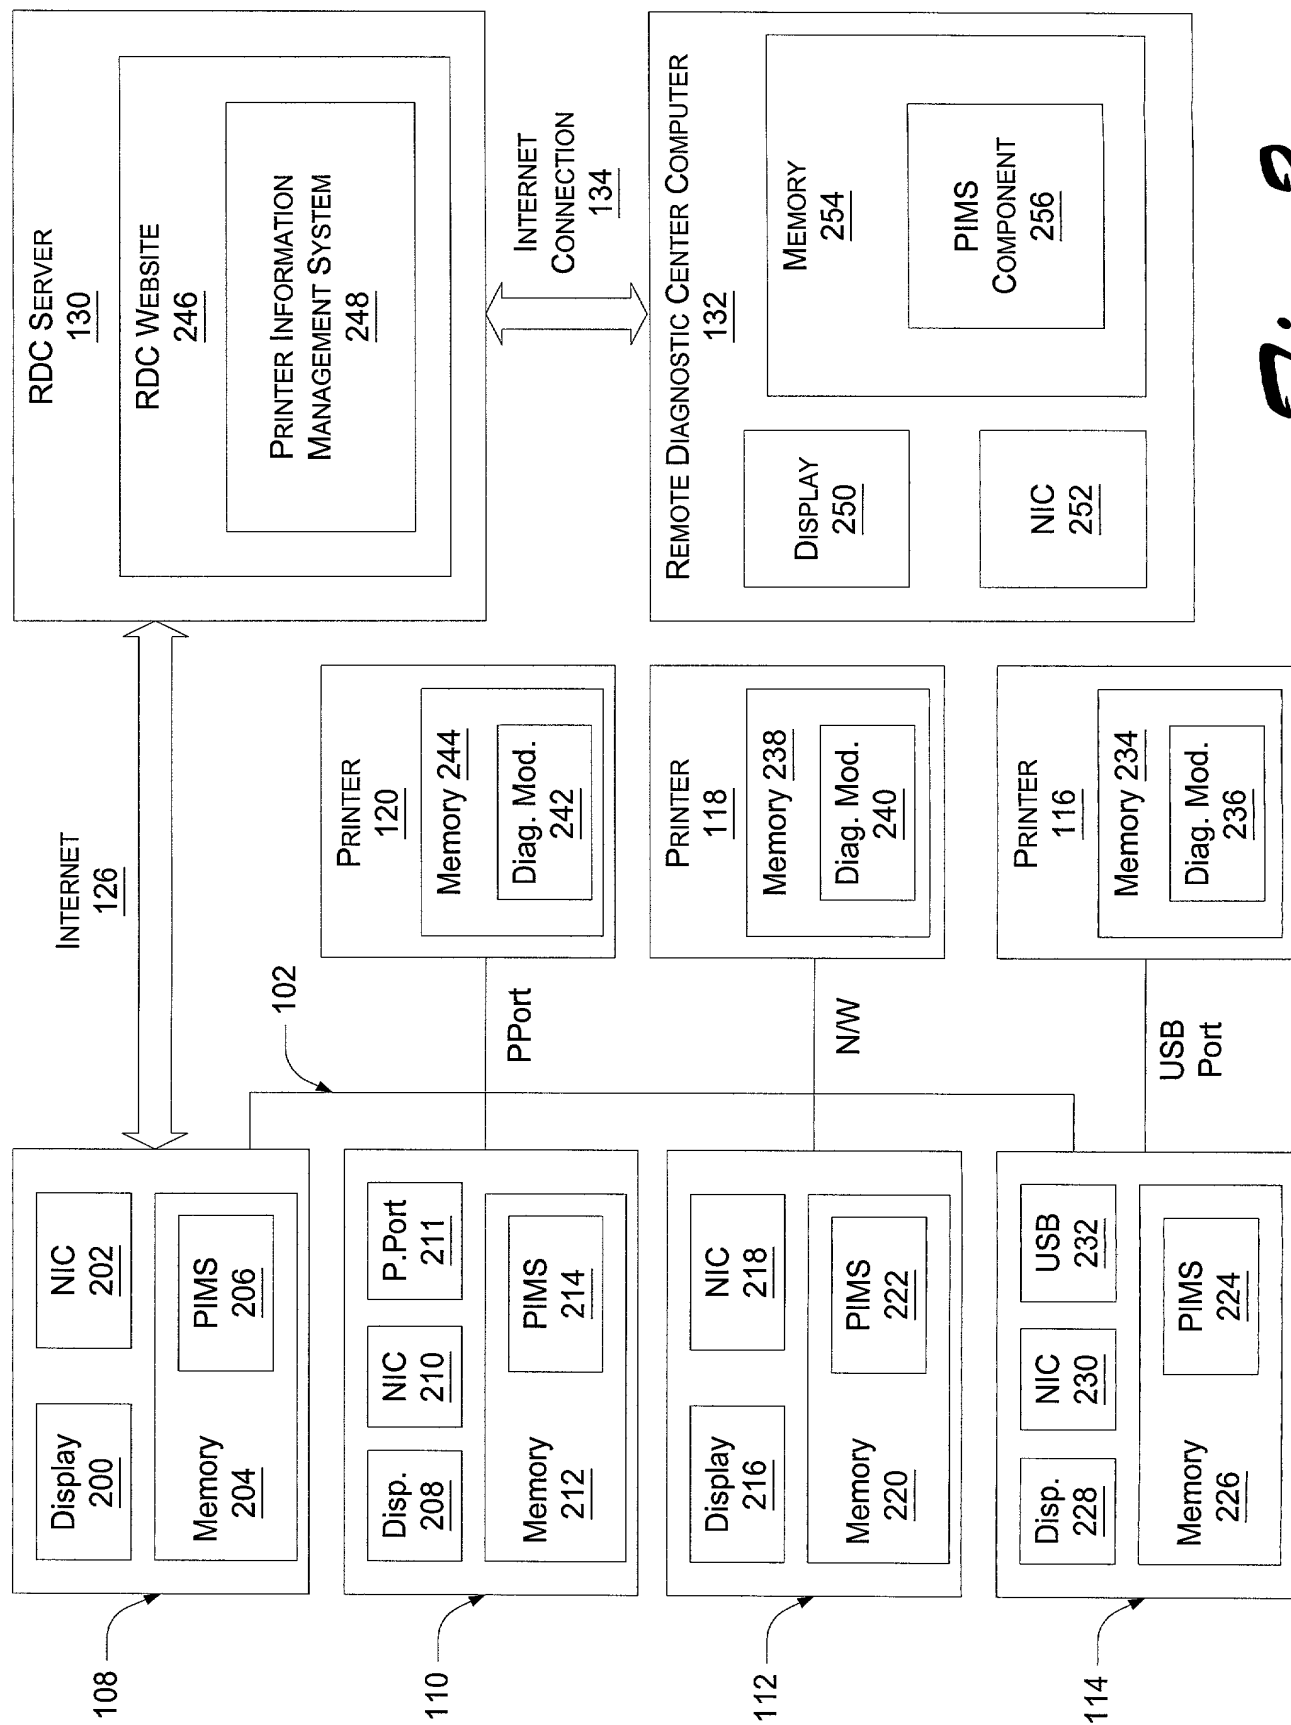 108
Display
200
NIC
202
Memory
204
PIMS
206
INTERNET
126
RDC SERVER
130
RDC WEBSITE
246
PRINTER INFORMATION
MANAGEMENT SYSTEM
248
102
110
Disp.
208
NIC
210
P.Port
211
Memory
212
PIMS
214
PPort
PRINTER
120
Memory 244
Diag. Mod.
242
INTERNET
CONNECTION
134
112
Display
216
NIC
218
Memory
220
PIMS
222
N/W
PRINTER
118
Memory 238
Diag. Mod.
240
REMOTE DIAGNOSTIC CENTER COMPUTER
132
DISPLAY
250
NIC
252
MEMORY
254
PIMS
COMPONENT
256
114
Disp.
228
NIC
230
USB
232
Memory
226
PIMS
224
USB
Port
PRINTER
116
Memory 234
Diag. Mod.
236